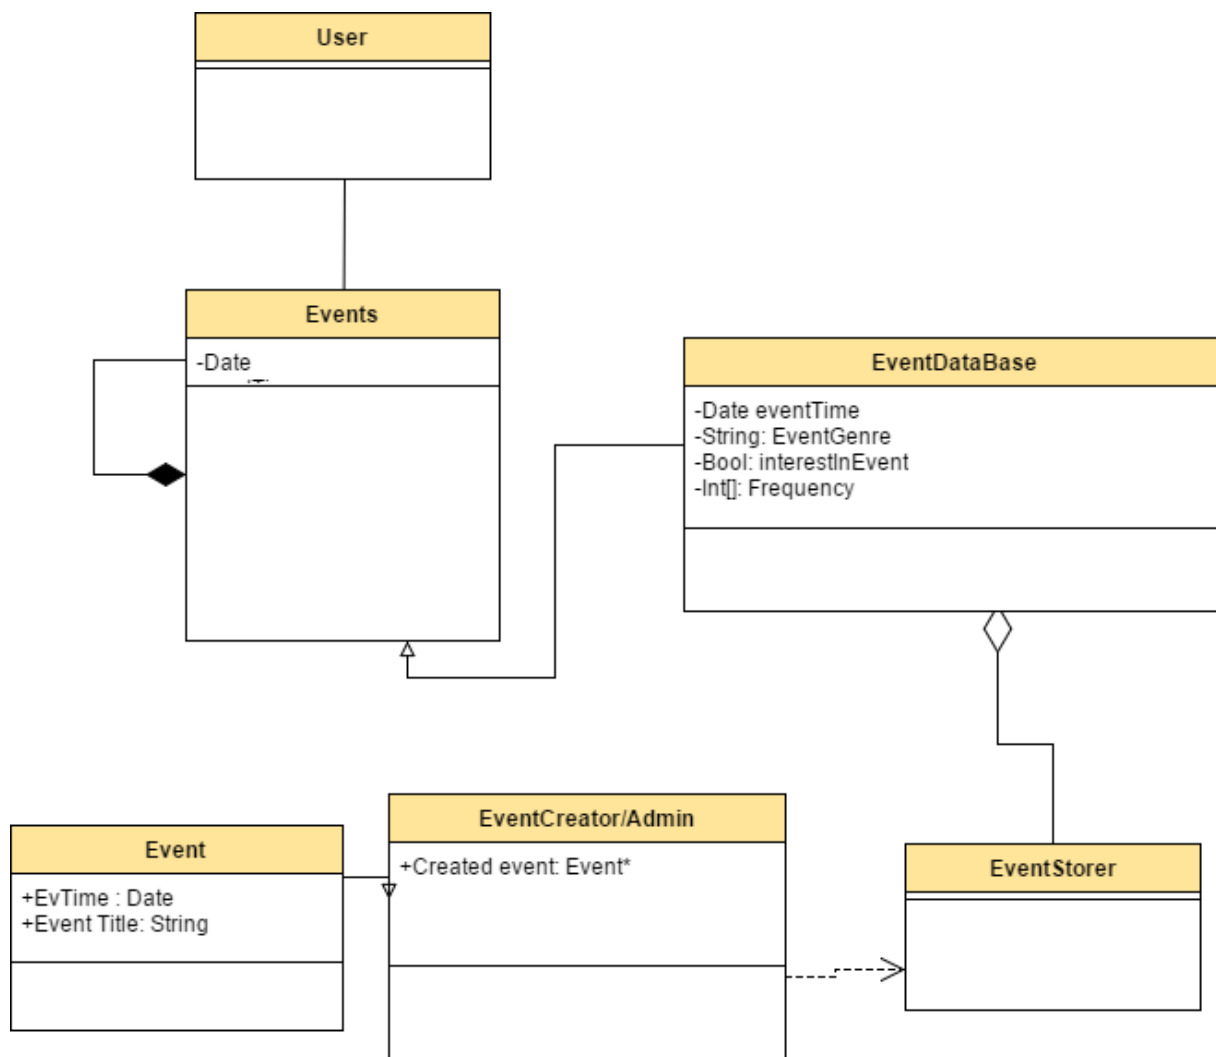 User
Events
-Date
EventDataBase
-Date eventTime
-String: EventGenre
-Bool: interestInEvent
-Int[]: Frequency
EventCreator/Admin
+Created event: Event*
Event
+EvTime : Date
+Event Title: String
EventStorer